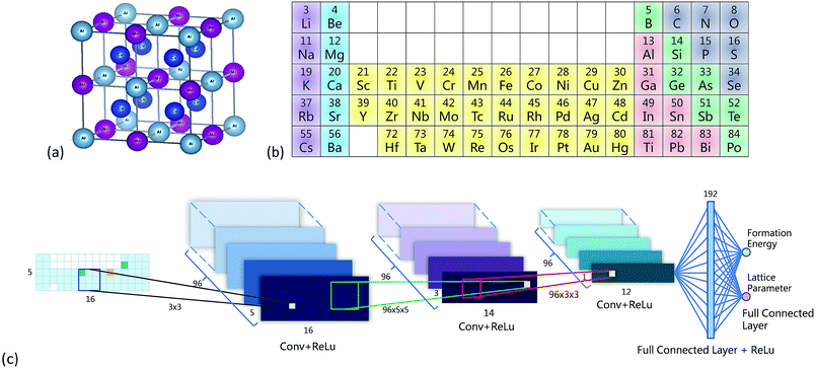 (a)
(b)
3 4 5 6 7 8
Li Be B C N O
11 12 13 14 15 16
Na Mg Al Si P S
19 20 21 22 23 24 25 26 27 28 29 30 31 32 33 34
K Ca Sc Ti V Cr Mn Fe Co Ni Cu Zn Ga Ge As Se
37 38 39 40 41 42 43 44 45 46 47 48 49 50 51 52
Rb Sr Y Zr Nb Mo Tc Ru Rh Pd Ag Cd In Sn Sb Te
55 56 72 73 74 75 76 77 78 79 80 81 82 83 84
Cs Ba Hf Ta W Re Os Ir Pt Au Hg Ti Pb Bi Po
(c)
5
16
3x3
96
5
16
Conv+ReLu
96x5x5
96
3
14
Conv+ReLu
96x3x3
96
1
12
Conv+ReLu
192
Full Connected Layer + ReLu
Formation
Energy
Lattice
Parameter
Full Connected
Layer